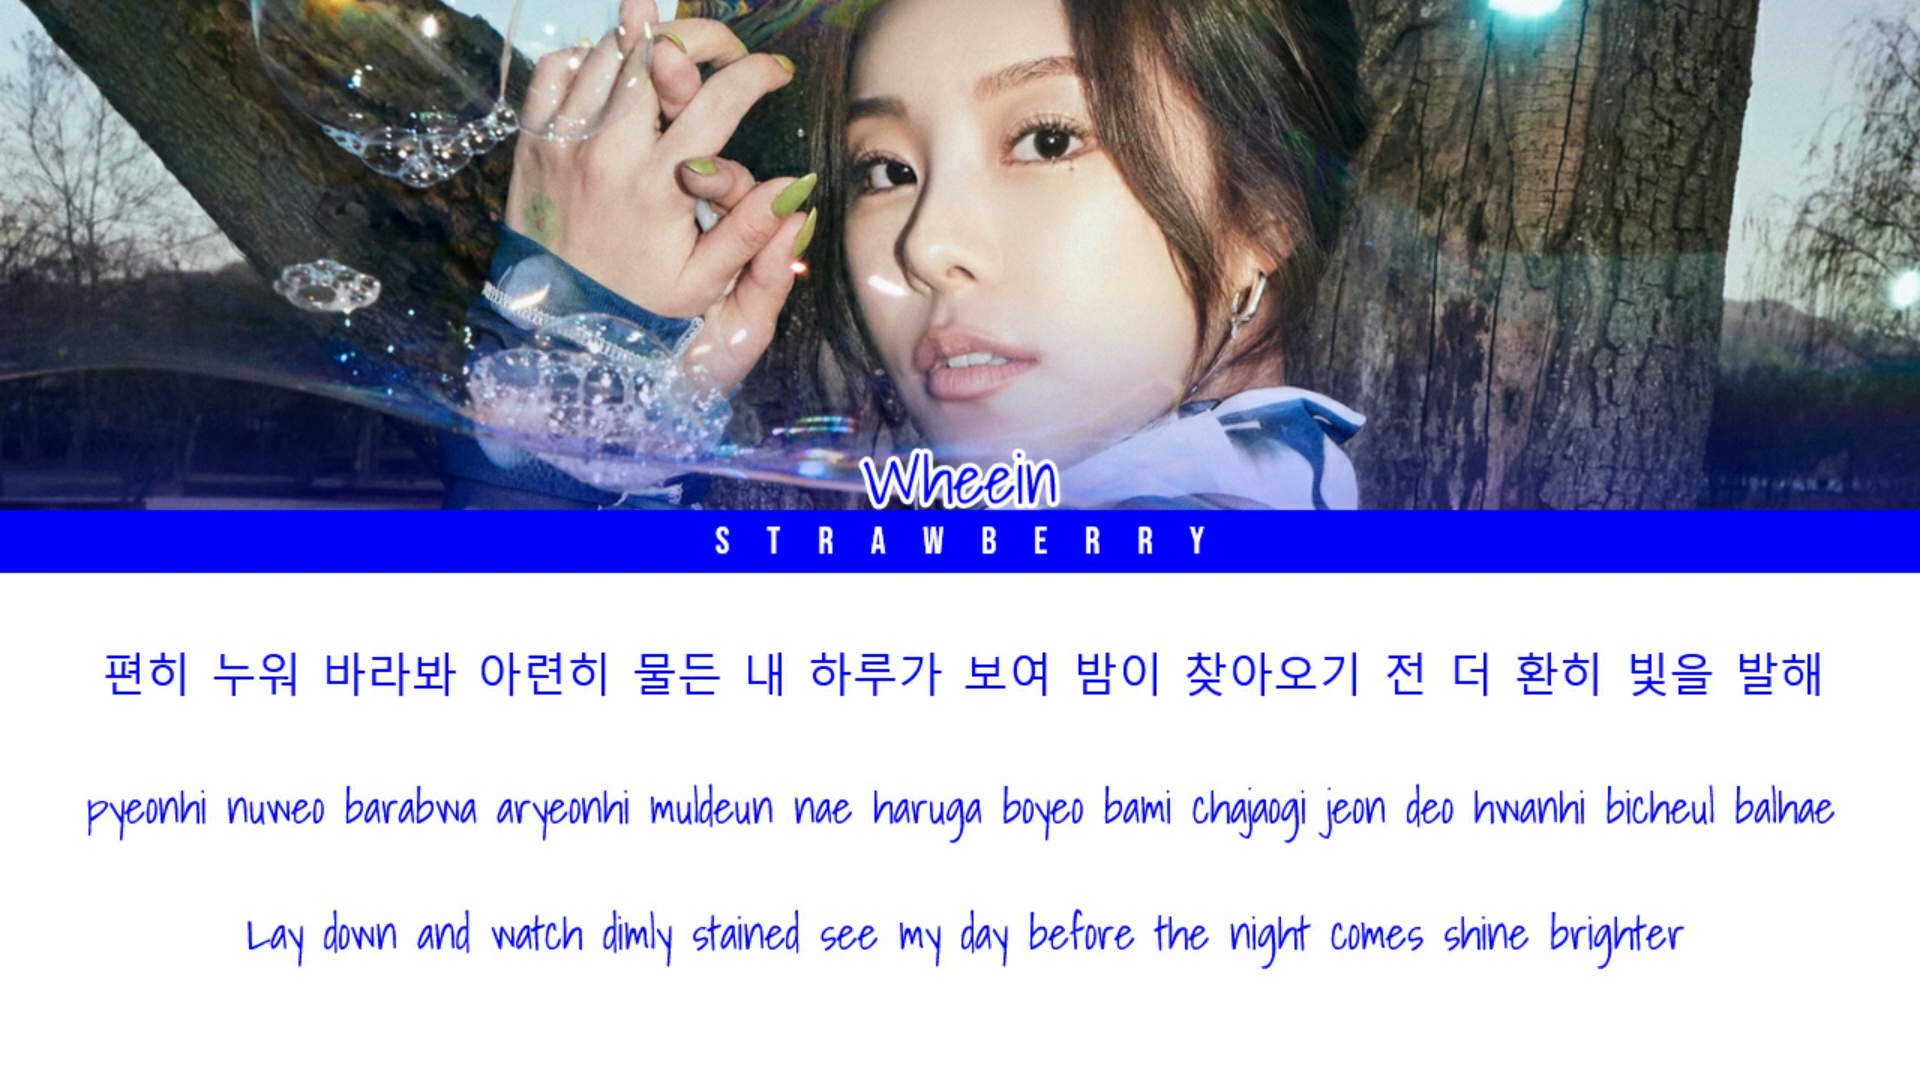 Wheein
STRAWBERRY
편히 누워 바라봐 아련히 물든 내 하루가 보여 밤이 찾아오기 전 더 환히 빛을 발해
pyeonhi nuweo barabwa aryeonhi muldeun nae haruga boyeo bami chajaogi jeon deo hwanhi bicheul balhae
Lay down and watch dimly stained see my day before the night comes shine brighter